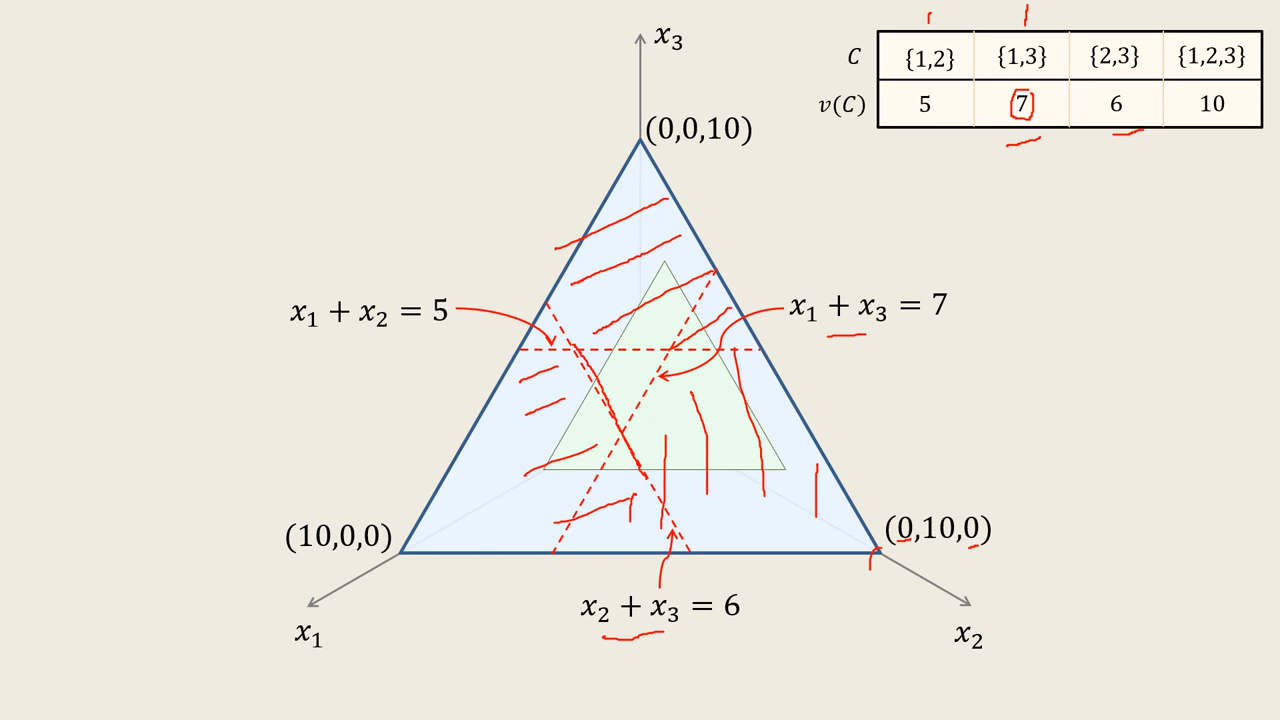 x₃
C {1,2} {1,3} {2,3} {1,2,3}
v(C) 5 7 6 10
(0,0,10)
x₁ + x₂ = 5
x₁ + x₃ = 7
(10,0,0)
(0,10,0)
x₂ + x₃ = 6
x₁
x₂